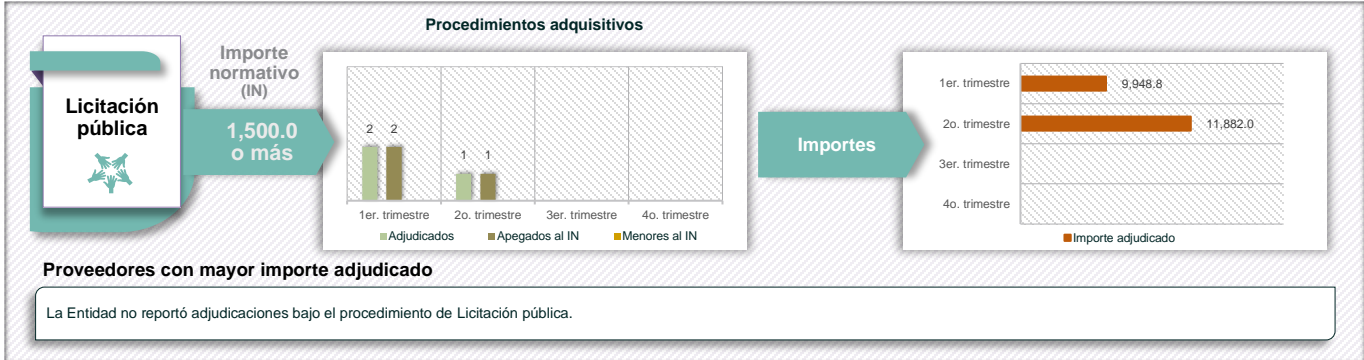 Procedimientos adquisitivos
Licitación
pública
Importe
normativo
(IN)
1,500.0
o más
2 2
1 1
1er. trimestre 2o. trimestre 3er. trimestre 4o. trimestre
Adjudicados Apegados al IN Menores al IN
Importes
1er. trimestre 9,948.8
2o. trimestre 11,882.0
3er. trimestre
4o. trimestre
Importe adjudicado
Proveedores con mayor importe adjudicado
La Entidad no reportó adjudicaciones bajo el procedimiento de Licitación pública.